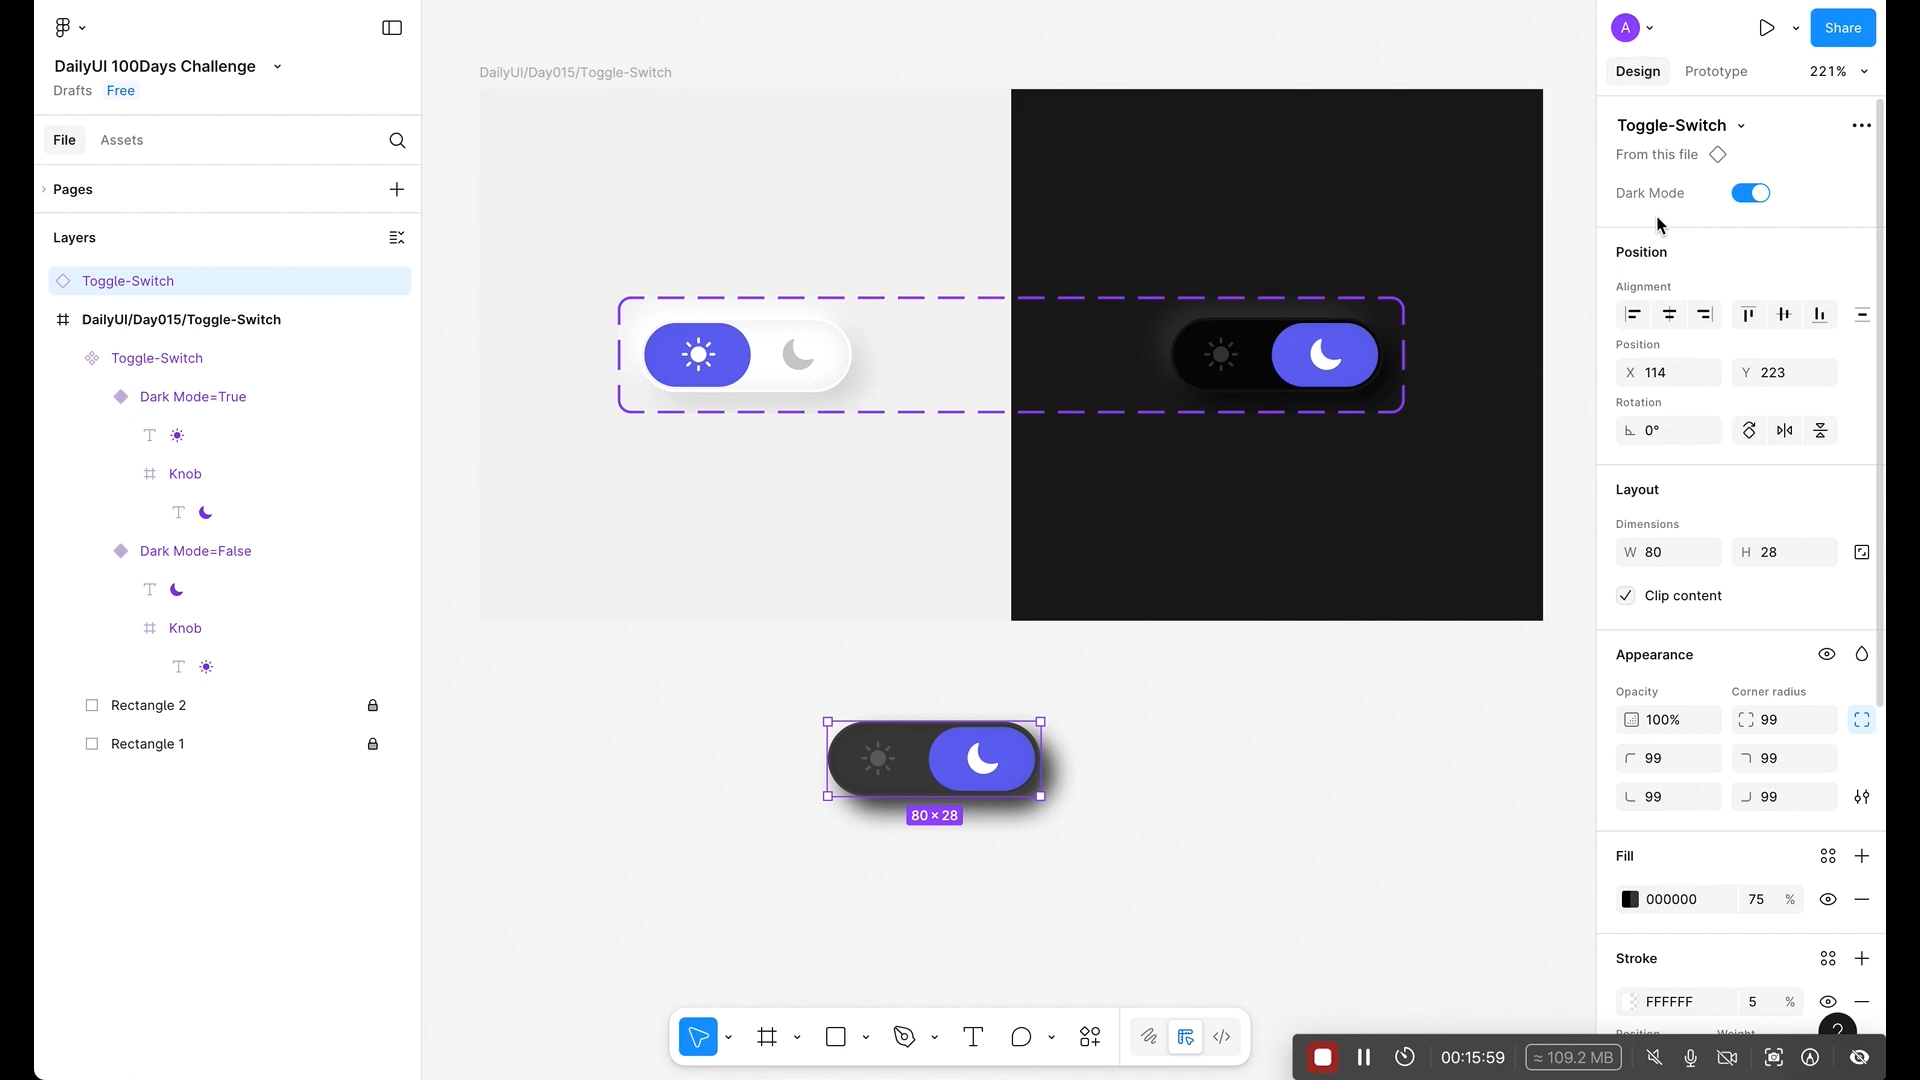 DailyUI 100Days Challenge
Drafts Free
File Assets
Pages
Layers
Toggle-Switch
DailyUI/Day015/Toggle-Switch
Toggle-Switch
Dark Mode=True
Knob
Dark Mode=False
Knob
Rectangle 2
Rectangle 1
DailyUI/Day015/Toggle-Switch
80 × 28
A
Share
Design Prototype 221%
Toggle-Switch
From this file
Dark Mode
Position
Alignment
Position
X 114 Y 223
Rotation
0°
Layout
Dimensions
W 80 H 28
Clip content
Appearance
Opacity Corner radius
100% 99
99 99
99 99
Fill
000000 75 %
Stroke
FFFFFF 5 %
Position Weight
?
00:15:59 ≈ 109.2 MB